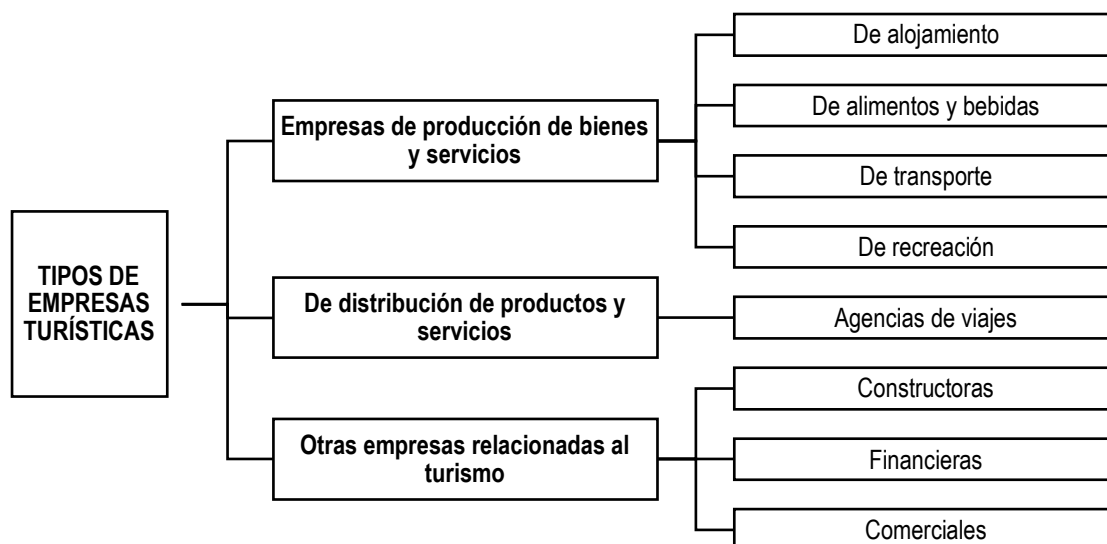 TIPOS DE
EMPRESAS
TURÍSTICAS
Empresas de producción de bienes
y servicios
De alojamiento
De alimentos y bebidas
De transporte
De recreación
De distribución de productos y
servicios
Agencias de viajes
Otras empresas relacionadas al
turismo
Constructoras
Financieras
Comerciales